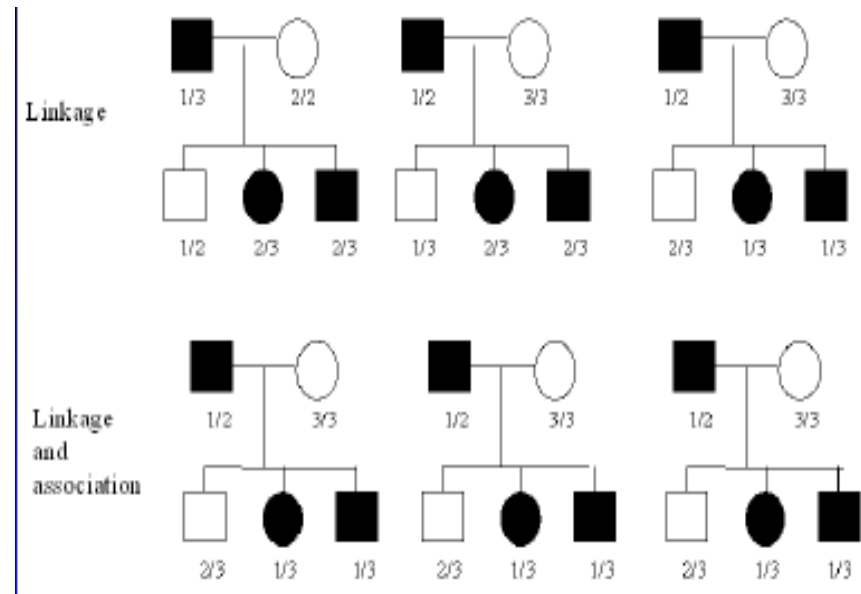 1/3 2/2 1/2 3/3 1/2 3/3
Linkage
1/2 2/3 2/3 1/3 2/3 2/3 2/3 1/3 1/3
1/2 3/3 1/2 3/3 1/2 3/3
Linkage
and
association
2/3 1/3 1/3 2/3 1/3 1/3 2/3 1/3 1/3